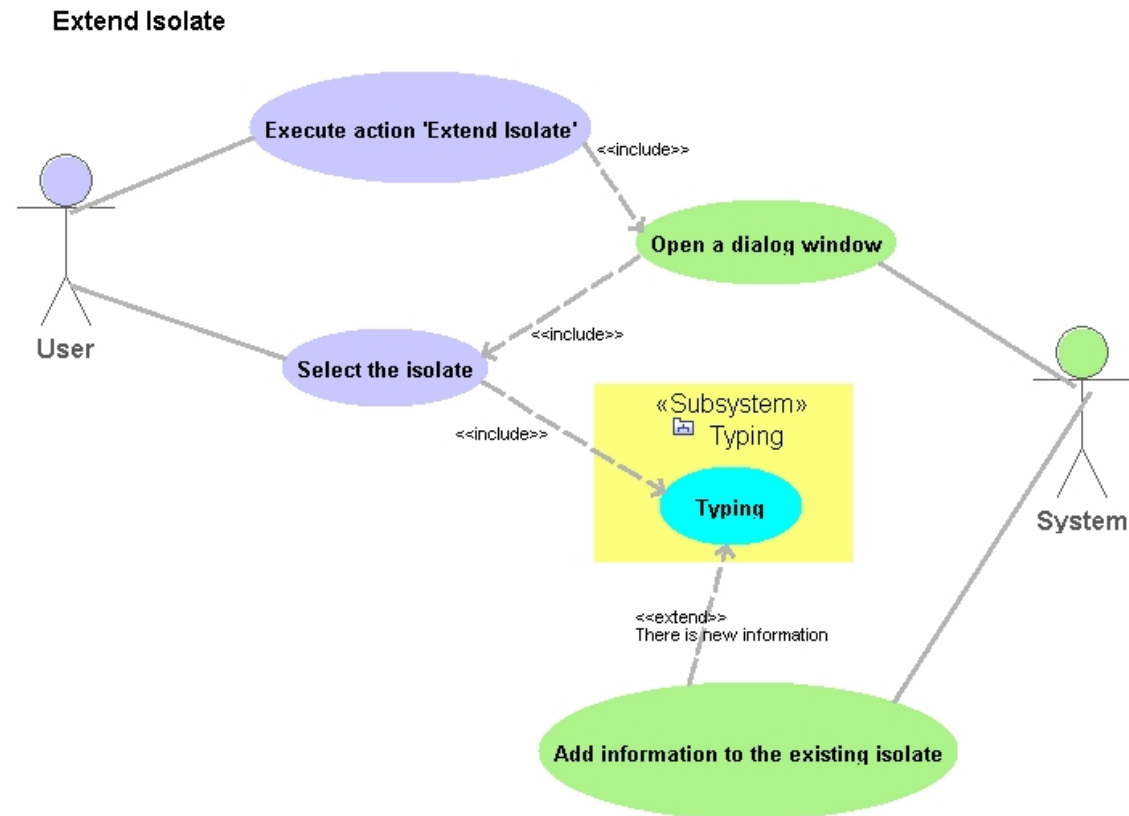 Extend Isolate
Execute action 'Extend Isolate'
<<include>>
Open a dialog window
User
<<include>>
Select the isolate
<<include>>
«Subsystem»
Typing
Typing
System
<<extend>>
There is new information
Add information to the existing isolate